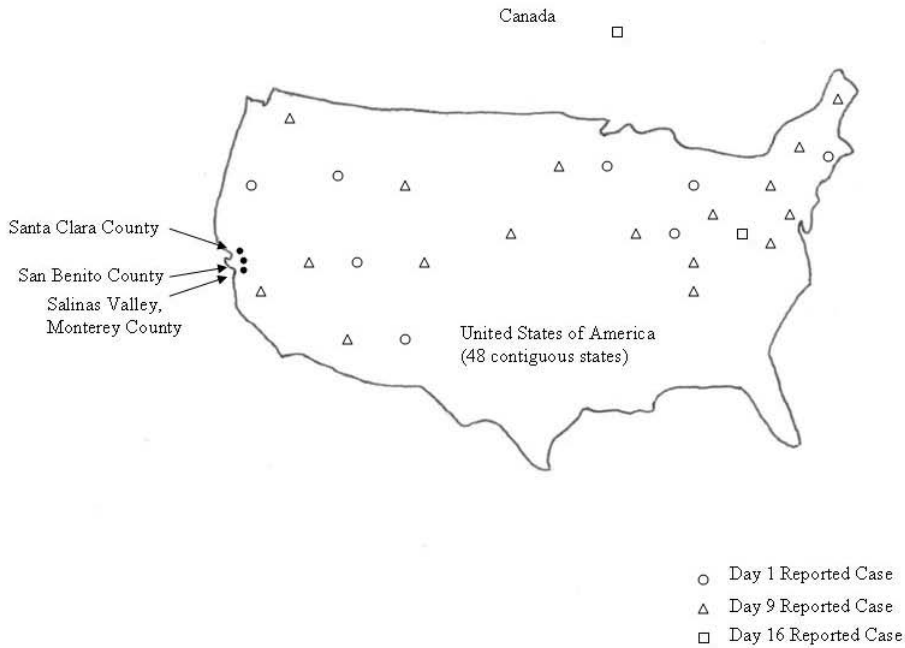 Canada
Santa Clara County
San Benito County
Salinas Valley,
Monterey County
United States of America
(48 contiguous states)
Day 1 Reported Case
Day 9 Reported Case
Day 16 Reported Case